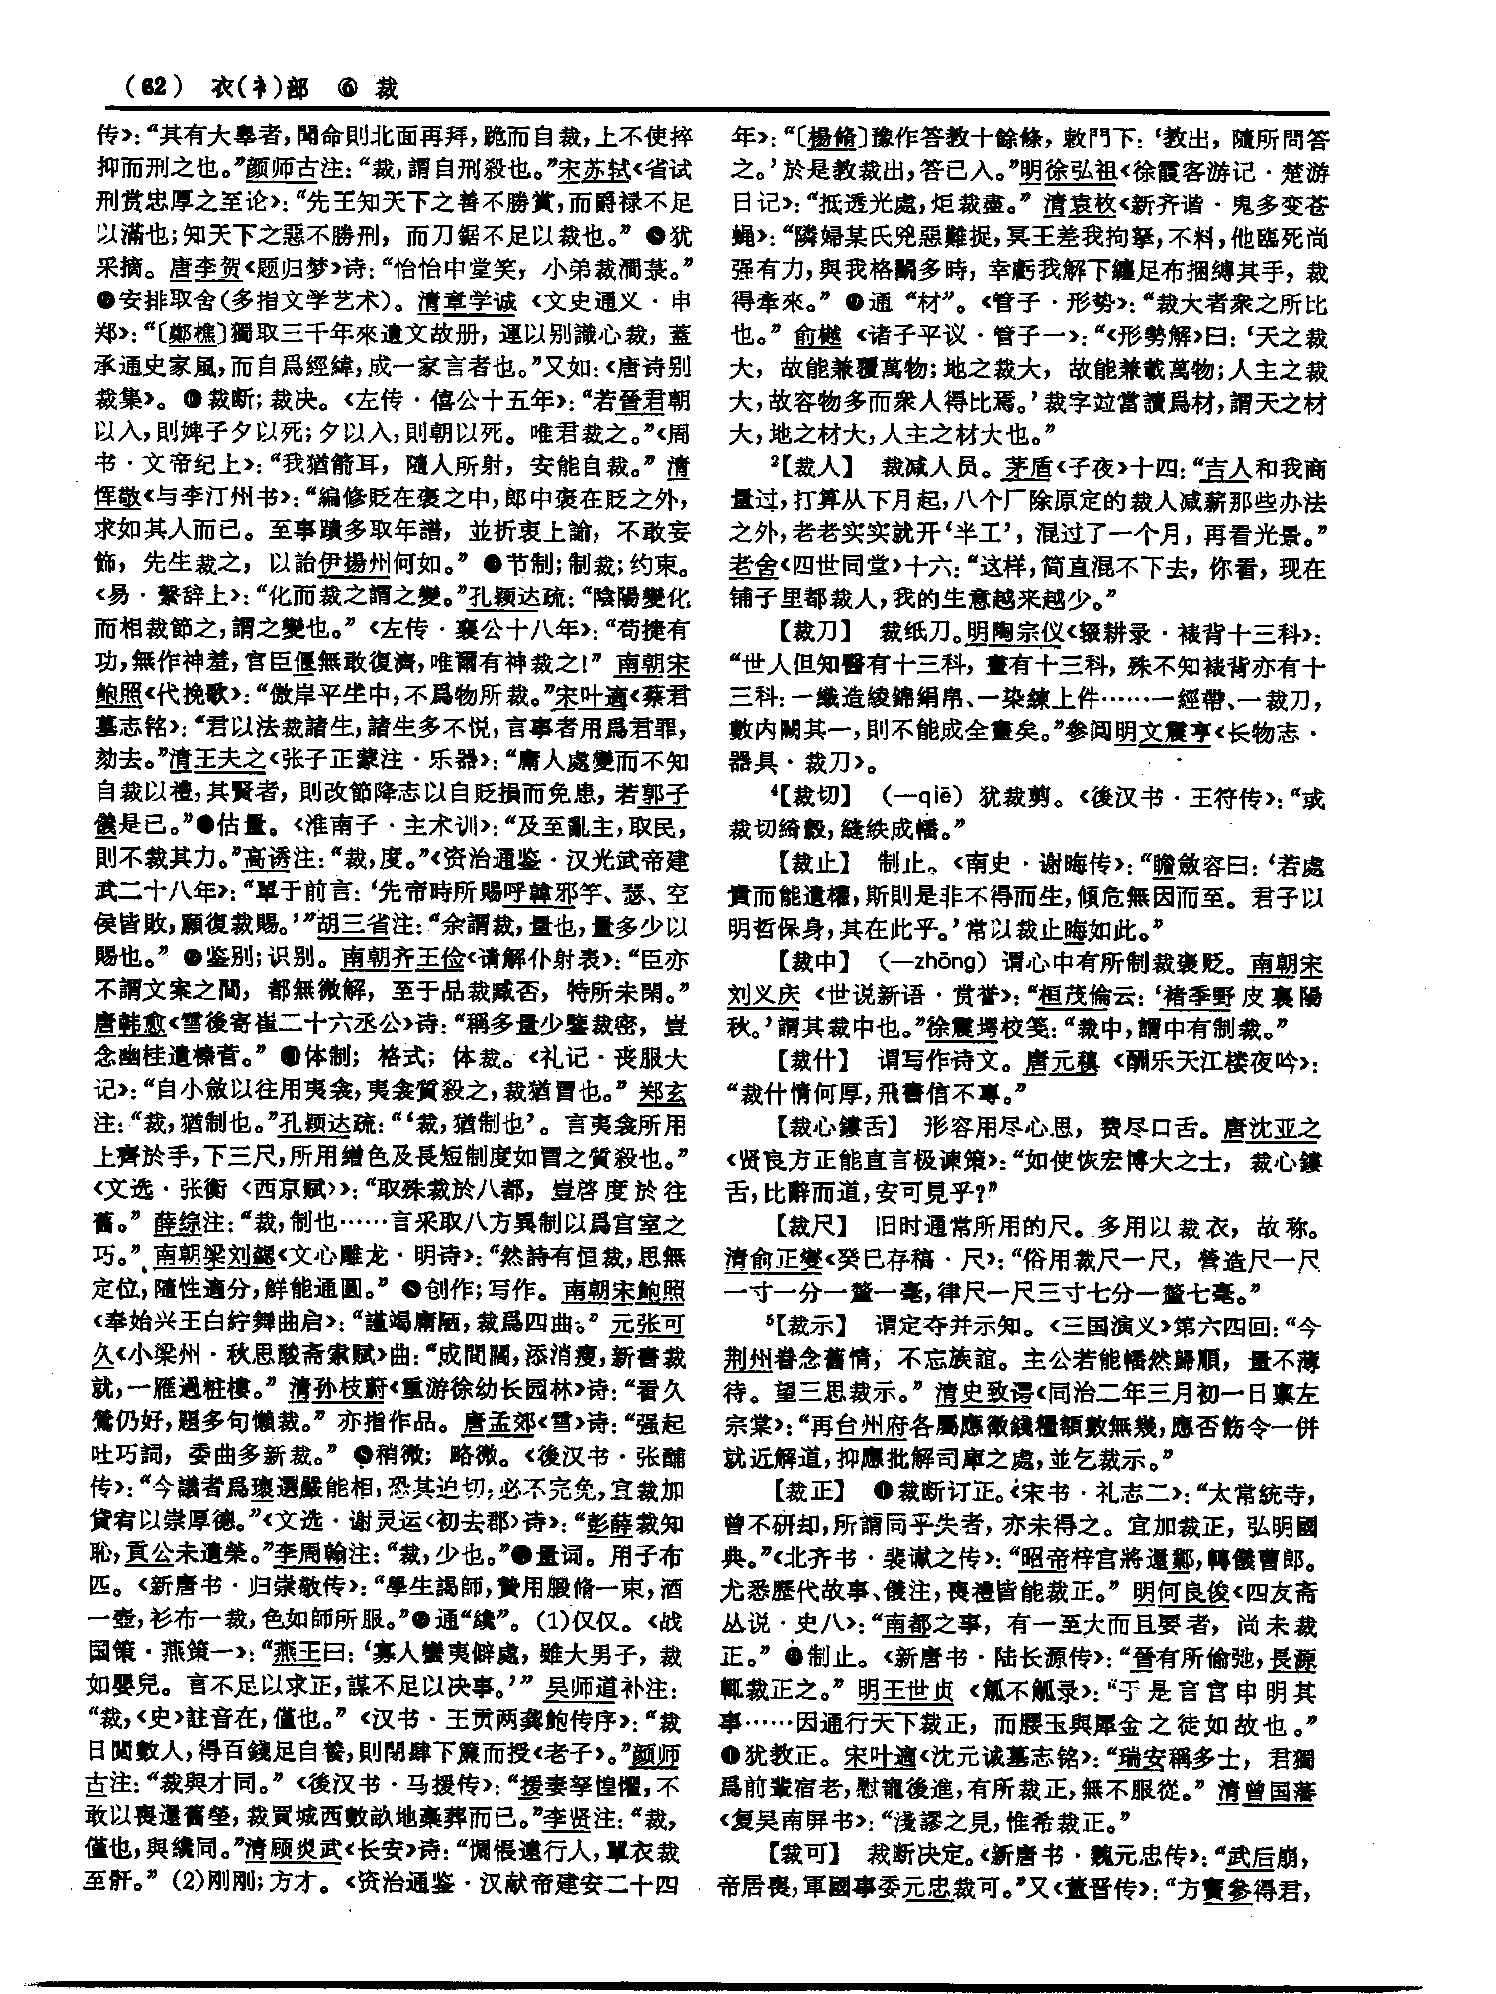 (62) 衣(衤)部 ⑥ 裁
传》：“其有大辠者，聞命則北面再拜，跪而自裁，上不使捽
抑而刑之也。”颜师古注：“裁，謂自刑殺也。”宋苏轼《省试
刑赏忠厚之至论》：“先王知天下之善不勝賞，而爵禄不足
以滿也；知天下之惡不勝刑，而刀鋸不足以裁也。” 犹
采摘。唐李贺《题归梦》诗：“怡怡中堂笑，小弟裁澗菉。”
安排取舍(多指文学艺术)。清章学诚《文史通义·申
郑》：“〔鄭樵〕獨取三千年來遺文故册，運以别識心裁，蓋
承通史家風，而自爲經緯，成一家言者也。”又如：《唐诗别
裁集》。裁断；裁决。《左传·僖公十五年》：“若晉君朝
以入，則婢子夕以死；夕以入，則朝以死。唯君裁之。”《周
书·文帝纪上》：“我猶箭耳，隨人所射，安能自裁。”清
恽敬《与李汀州书》：“編修貶在褒之中，郎中褒在貶之外，
求如其人而已。至事蹟多取年譜，並折衷上諭，不敢妄
飾，先生裁之，以詒伊揚州何如。” 节制；制裁；约束。
《易·繫辞上》：“化而裁之謂之變。”孔颖达疏：“陰陽變化
而相裁節之，謂之變也。”《左传·襄公十八年》：“苟捷有
功，無作神羞，官臣偃無敢復濟，唯爾有神裁之！”南朝宋
鲍照《代挽歌》：“傲岸平生中，不爲物所裁。”宋叶適《蔡君
墓志铭》：“君以法裁諸生，諸生多不悦，言事者用爲君罪，
劾去。”清王夫之《张子正蒙注·乐器》：“庸人處變而不知
自裁以禮，其賢者，則改節降志以自貶損而免患，若郭子
儀是已。”估量。《淮南子·主术训》：“及至亂主，取民，
則不裁其力。”高诱注：“裁，度。”《资治通鉴·汉光武帝建
武二十八年》：“單于前言：‘先帝時所賜呼韓邪竽、瑟、空
侯皆敗，願復裁賜。’”胡三省注：“余謂裁，量也，量多少以
賜也。” 鉴别；识别。南朝齐王俭《请解仆射表》：“臣亦
不謂文案之間，都無微解，至于品裁臧否，特所未閑。”
唐韩愈《雪後寄崔二十六丞公》诗：“稱多量少鑒裁密，豈
念幽桂遺榛菅。” 体制；格式；体裁。《礼记·丧服大
记》：“自小斂以往用夷衾，夷衾質殺之，裁猶冒也。”郑玄
注：“裁，猶制也。”孔颖达疏：“‘裁，猶制也’。言夷衾所用
上齊於手，下三尺，所用繒色及長短制度如冒之質殺也。”
《文选·张衡〈西京赋〉》：“取殊裁於八都，豈啓度於往
舊。”薛综注：“裁，制也……言采取八方異制以爲宫室之
巧。”南朝梁刘勰《文心雕龙·明诗》：“然詩有恒裁，思無
定位，隨性適分，鮮能通圓。” 创作；写作。南朝宋鲍照
《奉始兴王白紵舞曲启》：“謹竭庸陋，裁爲四曲。”元张可
久《小梁州·秋思酸斋索赋》曲：“成間闊，添消瘦，新書裁
就，一雁過粧樓。”清孙枝蔚《重游徐幼长园林》诗：“看久
鶯仍好，題多句懶裁。”亦指作品。唐孟郊《雪》诗：“强起
吐巧詞，委曲多新裁。” 稍微；略微。《後汉书·张酺
传》：“今議者爲瓌選嚴能相，恐其迫切，必不完免，宜裁加
貸宥以崇厚德。”《文选·谢灵运〈初去郡〉诗》：“彭薛裁知
恥，貢公未遺榮。”李周翰注：“裁，少也。”量词。用于布
匹。《新唐书·归崇敬传》：“學生謁師，贄用腶脩一束，酒
一壺，衫布一裁，色如師所服。”通“纔”。(1)仅仅。《战
国策·燕策一》：“燕王曰：‘寡人蠻夷僻處，雖大男子，裁
如嬰兒。言不足以求正，謀不足以决事。’”吴师道补注：
“裁，《史》註音在，僅也。”《汉书·王贡两龚鲍传序》：“裁
日閲數人，得百錢足自養，則閉肆下簾而授《老子》。”颜师
古注：“裁與才同。”《後汉书·马援传》：“援妻孥惶懼，不
敢以喪還舊塋，裁買城西數畝地槀葬而已。”李贤注：“裁，
僅也，與纔同。”清顾炎武《长安》诗：“惆悵遠行人，單衣裁
至骭。”(2)刚刚；方才。《资治通鉴·汉献帝建安二十四
年》：“〔楊脩〕豫作答教十餘條，敕門下：‘教出，隨所問答
之。’於是教裁出，答已入。”明徐弘祖《徐霞客游记·楚游
日记》：“抵透光處，炬裁盡。”清袁枚《新齐谐·鬼多变苍
蝇》：“隣婦某氏兇惡難捉，冥王差我拘拏，不料，他臨死尚
强有力，與我格鬭多時，幸虧我解下纏足布捆縛其手，裁
得牽來。” 通“材”。《管子·形势》：“裁大者衆之所比
也。”俞樾《诸子平议·管子一》：“《形勢解》曰：‘天之裁
大，故能兼覆萬物；地之裁大，故能兼載萬物；人主之裁
大，故容物多而衆人得比焉。’裁字竝當讀爲材，謂天之材
大，地之材大，人主之材大也。”
²【裁人】 裁减人员。茅盾《子夜》十四：“吉人和我商
量过，打算从下月起，八个厂除原定的裁人减薪那些办法
之外，老老实实就开‘半工’，混过了一个月，再看光景。”
老舍《四世同堂》十六：“这样，简直混不下去，你看，现在
铺子里都裁人，我的生意越来越少。”
【裁刀】 裁纸刀。明陶宗仪《辍耕录·裱背十三科》：
“世人但知醫有十三科，畫有十三科，殊不知裱背亦有十
三科：一織造綾錦絹帛、一染練上件……一經帶、一裁刀，
數内闕其一，則不能成全畫矣。”参阅明文震亨《长物志·
器具·裁刀》。
⁴【裁切】 (一qiē) 犹裁剪。《後汉书·王符传》：“或
裁切綺縠，縫紩成幡。”
【裁止】 制止。《南史·谢晦传》：“瞻斂容曰：‘若處
貴而能遺權，斯則是非不得而生，傾危無因而至。君子以
明哲保身，其在此乎。’常以裁止晦如此。”
【裁中】 (一zhōng) 谓心中有所制裁褒贬。南朝宋
刘义庆《世说新语·赏誉》：“桓茂倫云：‘褚季野皮裏陽
秋。’謂其裁中也。”徐震堮校笺：“裁中，謂中有制裁。”
【裁什】 谓写作诗文。唐元稹《酬乐天江楼夜吟》：
“裁什情何厚，飛書信不專。”
【裁心鏤舌】 形容用尽心思，费尽口舌。唐沈亚之
《贤良方正能直言极谏策》：“如使恢宏博大之士，裁心鏤
舌，比辭而道，安可見乎？”
【裁尺】 旧时通常所用的尺。多用以裁衣，故称。
清俞正燮《癸巳存稿·尺》：“俗用裁尺一尺，營造尺一尺
一寸一分一釐一毫，律尺一尺三寸七分一釐七毫。”
⁵【裁示】 谓定夺并示知。《三国演义》第六四回：“今
荆州眷念舊情，不忘族誼。主公若能幡然歸順，量不薄
待。望三思裁示。”清史致谔《同治二年三月初一日禀左
宗棠》：“再台州府各屬應徵錢糧額數無幾，應否飭令一併
就近解道，抑應批解司庫之處，並乞裁示。”
【裁正】 ❶裁断订正。《宋书·礼志二》：“太常統寺，
曾不研却，所謂同乎失者，亦未得之。宜加裁正，弘明國
典。”《北齐书·裴诹之传》：“昭帝梓宫將還鄴，轉儀曹郎。
尤悉歷代故事、儀注，喪禮皆能裁正。”明何良俊《四友斋
丛说·史八》：“南都之事，有一至大而且要者，尚未裁
正。” ❷制止。《新唐书·陆长源传》：“晉有所偷弛，長源
輒裁正之。”明王世贞《觚不觚录》：“于是言官申明其
事……因通行天下裁正，而腰玉與犀金之徒如故也。”
❸犹教正。宋叶適《沈元诚墓志铭》：“瑞安稱多士，君獨
爲前輩宿老，慰寵後進，有所裁正，無不服從。”清曾国藩
《复吴南屏书》：“淺謬之見，惟希裁正。”
【裁可】 裁断决定。《新唐书·魏元忠传》：“武后崩，
帝居喪，軍國事委元忠裁可。”又《董晋传》：“方竇參得君，